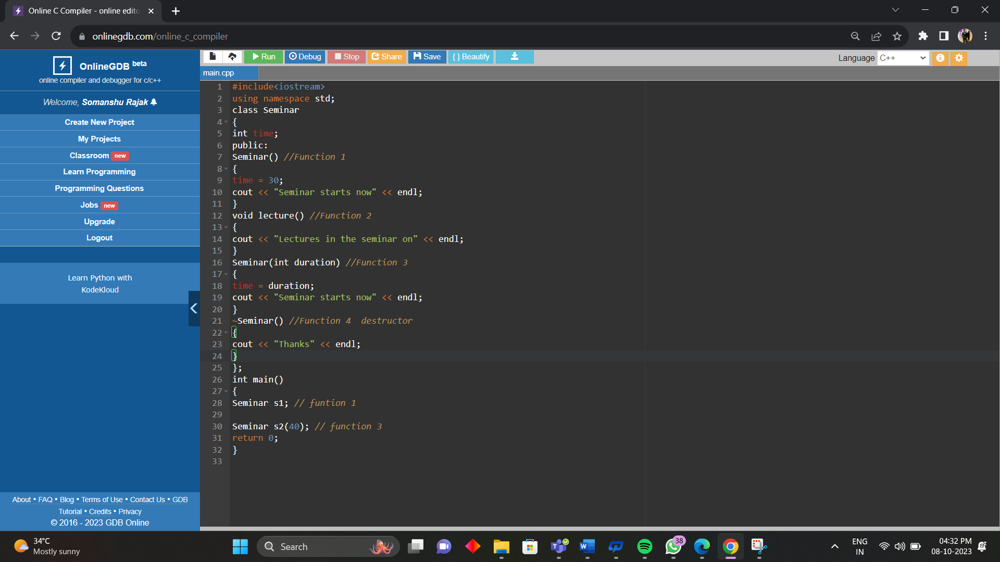 Online C Compiler - online edito
onlinegdb.com/online_c_compiler
OnlineGDB beta
online compiler and debugger for c/c++
Welcome, Somanshu Rajak
Create New Project
My Projects
Classroom new
Learn Programming
Programming Questions
Jobs new
Upgrade
Logout
Learn Python with
KodeKloud
About • FAQ • Blog • Terms of Use • Contact Us • GDB
Tutorial • Credits • Privacy
© 2016 - 2023 GDB Online
Run Debug Stop Share Save { } Beautify
Language C++
main.cpp
1 #include<iostream>
2 using namespace std;
3 class Seminar
4 {
5 int time;
6 public:
7 Seminar() //Function 1
8 {
9 time = 30;
10 cout << "Seminar starts now" << endl;
11 }
12 void lecture() //Function 2
13 {
14 cout << "Lectures in the seminar on" << endl;
15 }
16 Seminar(int duration) //Function 3
17 {
18 time = duration;
19 cout << "Seminar starts now" << endl;
20 }
21 ~Seminar() //Function 4  destructor
22 {
23 cout << "Thanks" << endl;
24 }
25 };
26 int main()
27 {
28 Seminar s1; // funtion 1
29
30 Seminar s2(40); // function 3
31 return 0;
32 }
33
34°C
Mostly sunny
Search
38
ENG
IN
04:32 PM
08-10-2023